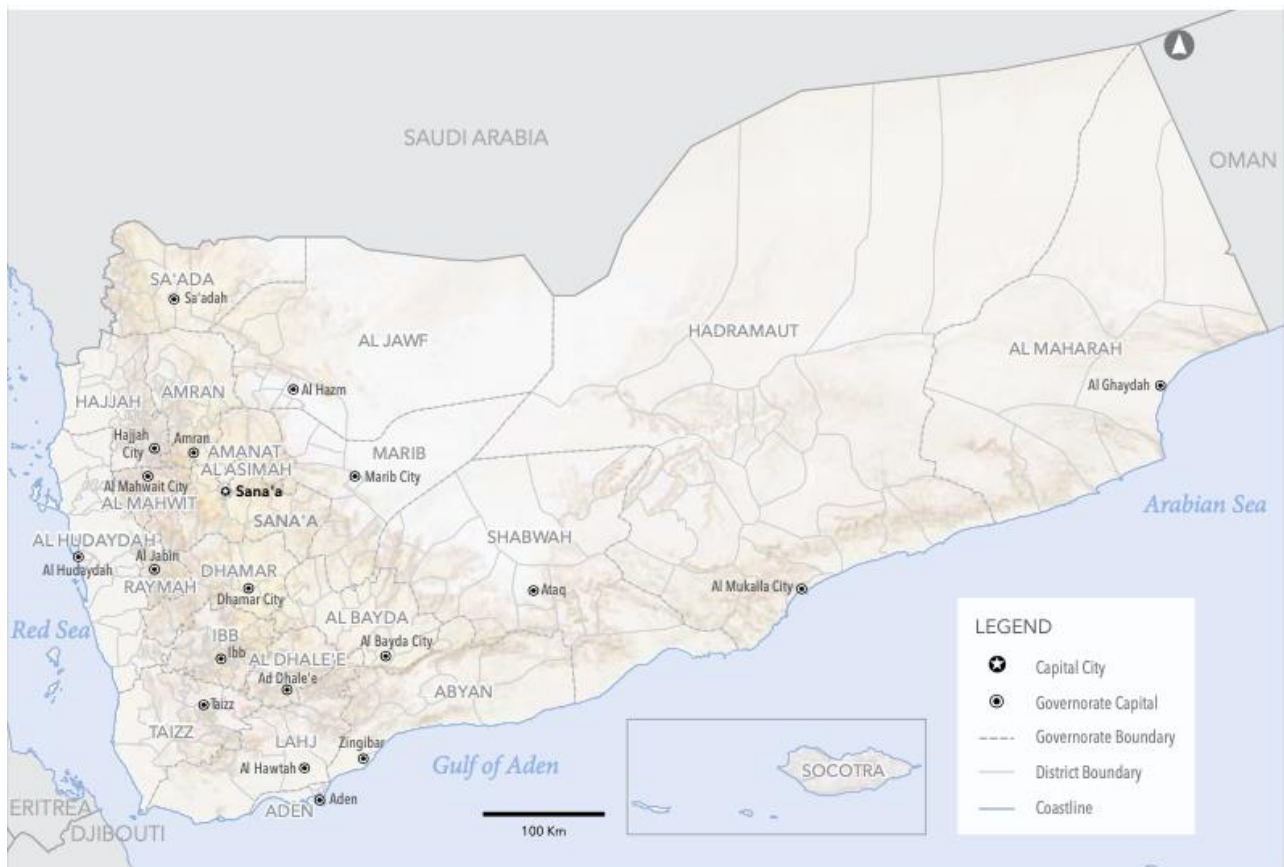 SAUDI ARABIA
OMAN
SA'ADA
Sa'adah
AL JAWF
HADRAMAUT
AL MAHARAH
Al Ghaydah
Al Hazm
AMRAN
HAJJAH
Hajjah
City
Amran
AMANAT
AL ASIMAH
MARIB
Marib City
Al Mahwait City
Sana'a
AL MAHWIT
SANA'A
Arabian Sea
AL HUDAYDAH
Al Hudaydah
Al Jabin
RAYMAH
DHAMAR
Dhamar City
SHABWAH
Ataq
Al Mukalla City
Red Sea
IBB
Ibb
AL BAYDA
Al Bayda City
AL DHALE'E
Ad Dhale'e
ABYAN
Taizz
TAIZZ
LAHJ
Zingibar
Al Hawtah
Gulf of Aden
ADEN
Aden
100 Km
SOCOTRA
ERITREA
DJIBOUTI
LEGEND
Capital City
Governorate Capital
Governorate Boundary
District Boundary
Coastline